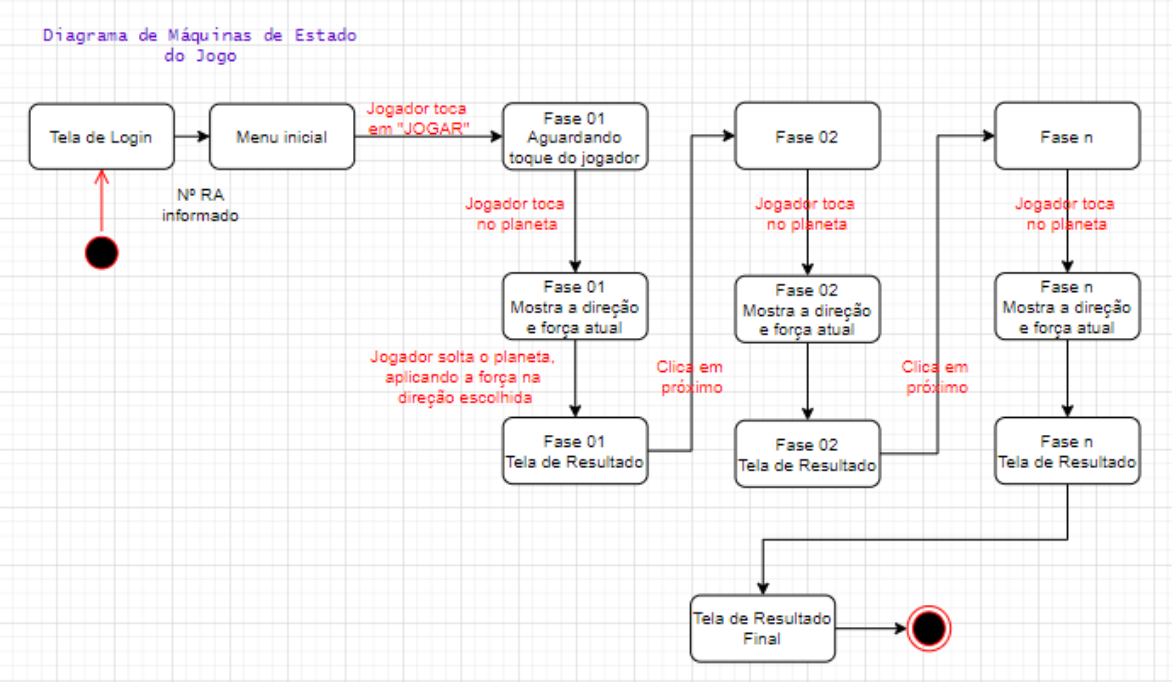 Diagrama de Máquinas de Estado
do Jogo
Tela de Login
Menu inicial
Jogador toca
em "JOGAR"
Fase 01
Aguardando
toque do jogador
Fase 02
Fase n
Nº RA
informado
Jogador toca
no planeta
Jogador toca
no planeta
Jogador toca
no planeta
Fase 01
Mostra a direção
e força atual
Fase 02
Mostra a direção
e força atual
Fase n
Mostra a direção
e força atual
Jogador solta o planeta,
aplicando a força na
direção escolhida
Clica em
próximo
Clica em
próximo
Fase 01
Tela de Resultado
Fase 02
Tela de Resultado
Fase n
Tela de Resultado
Tela de Resultado
Final